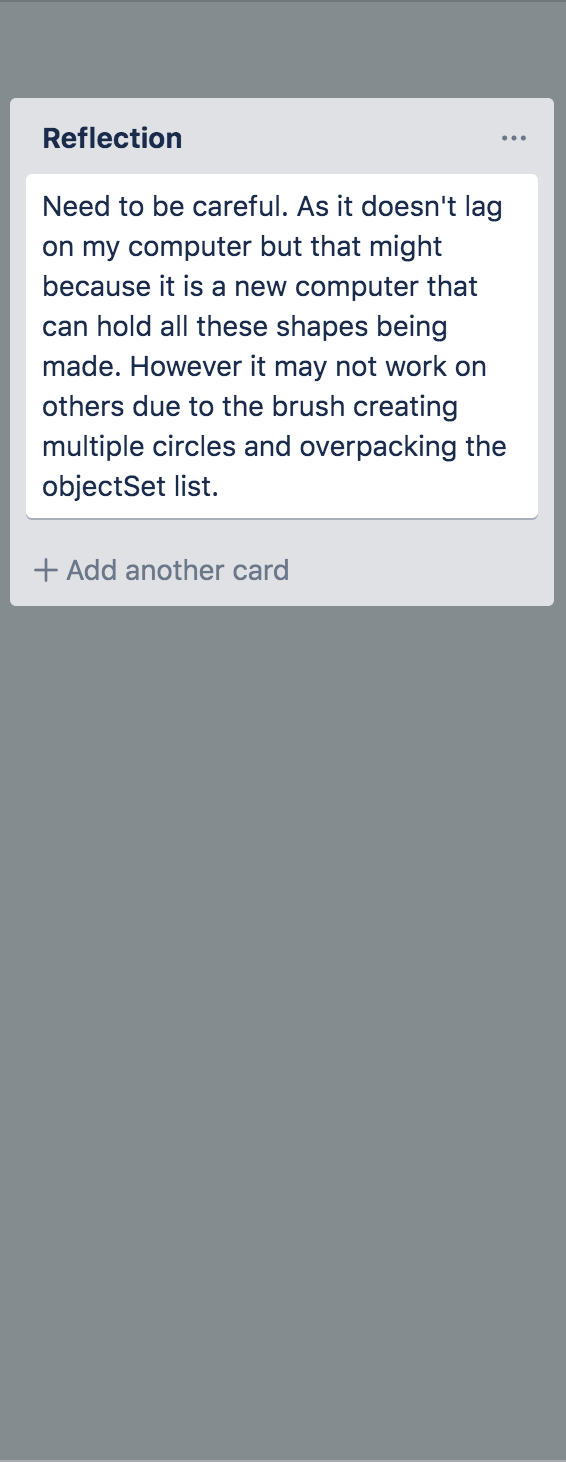 Reflection
Need to be careful. As it doesn't lag
on my computer but that might
because it is a new computer that
can hold all these shapes being
made. However it may not work on
others due to the brush creating
multiple circles and overpacking the
objectSet list.
+ Add another card